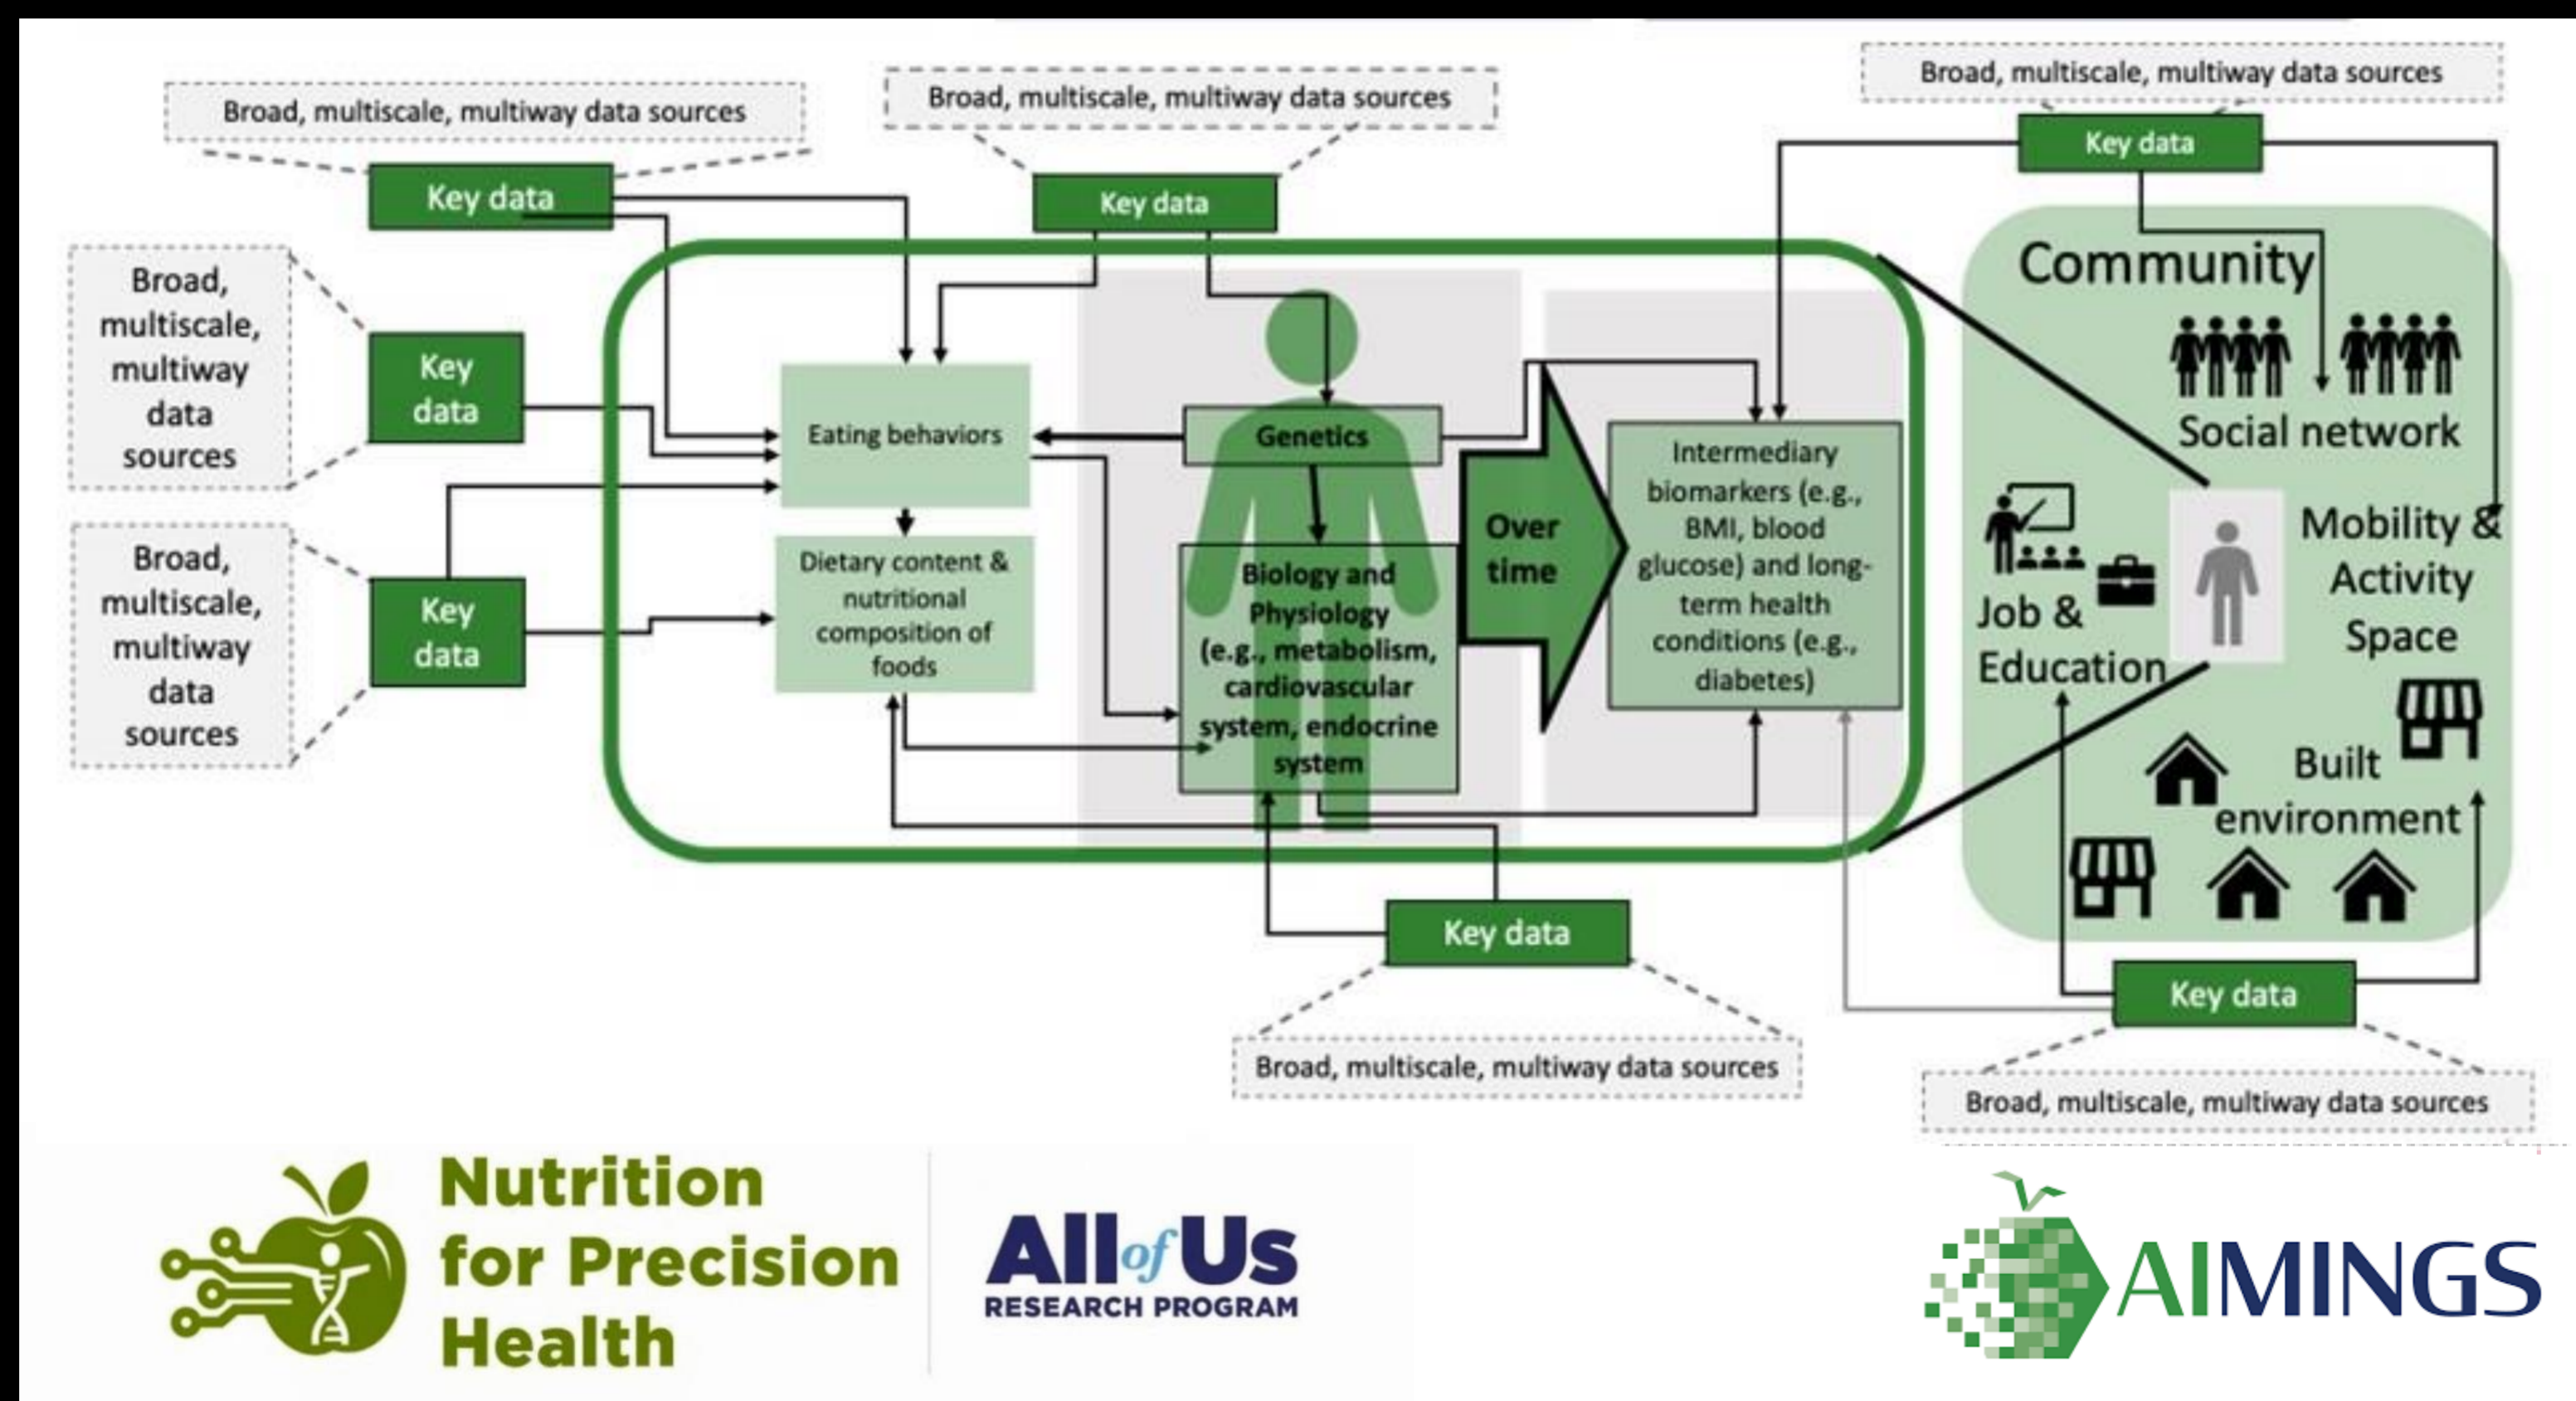 Broad, multiscale, multiway data sources
Key data
Broad, multiscale, multiway data sources
Key data
Broad, multiscale, multiway data sources
Key data
Broad,
multiscale,
multiway
data
sources
Key
data
Broad,
multiscale,
multiway
data
sources
Key
data
Eating behaviors
Dietary content &
nutritional
composition of
foods
Genetics
Biology and
Physiology
(e.g., metabolism,
cardiovascular
system, endocrine
system
Over
time
Intermediary
biomarkers (e.g.,
BMI, blood
glucose) and long-
term health
conditions (e.g.,
diabetes)
Community
Social network
Job &
Education
Mobility &
Activity
Space
Built
environment
Key data
Broad, multiscale, multiway data sources
Key data
Broad, multiscale, multiway data sources
Nutrition
for Precision
Health
All of Us
RESEARCH PROGRAM
AIMINGS